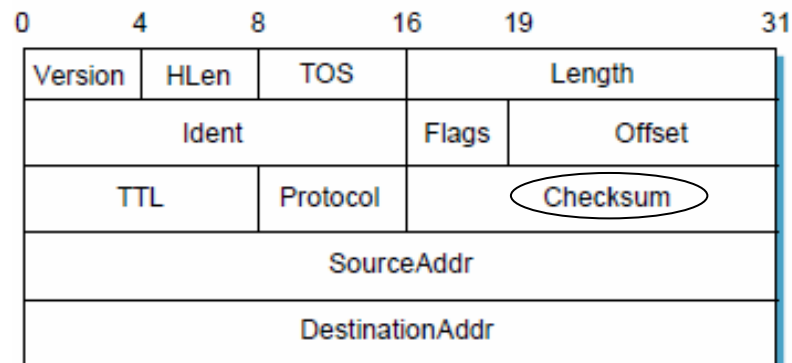 0 4 8 16 19 31
Version HLen TOS Length
Ident Flags Offset
TTL Protocol Checksum
SourceAddr
DestinationAddr